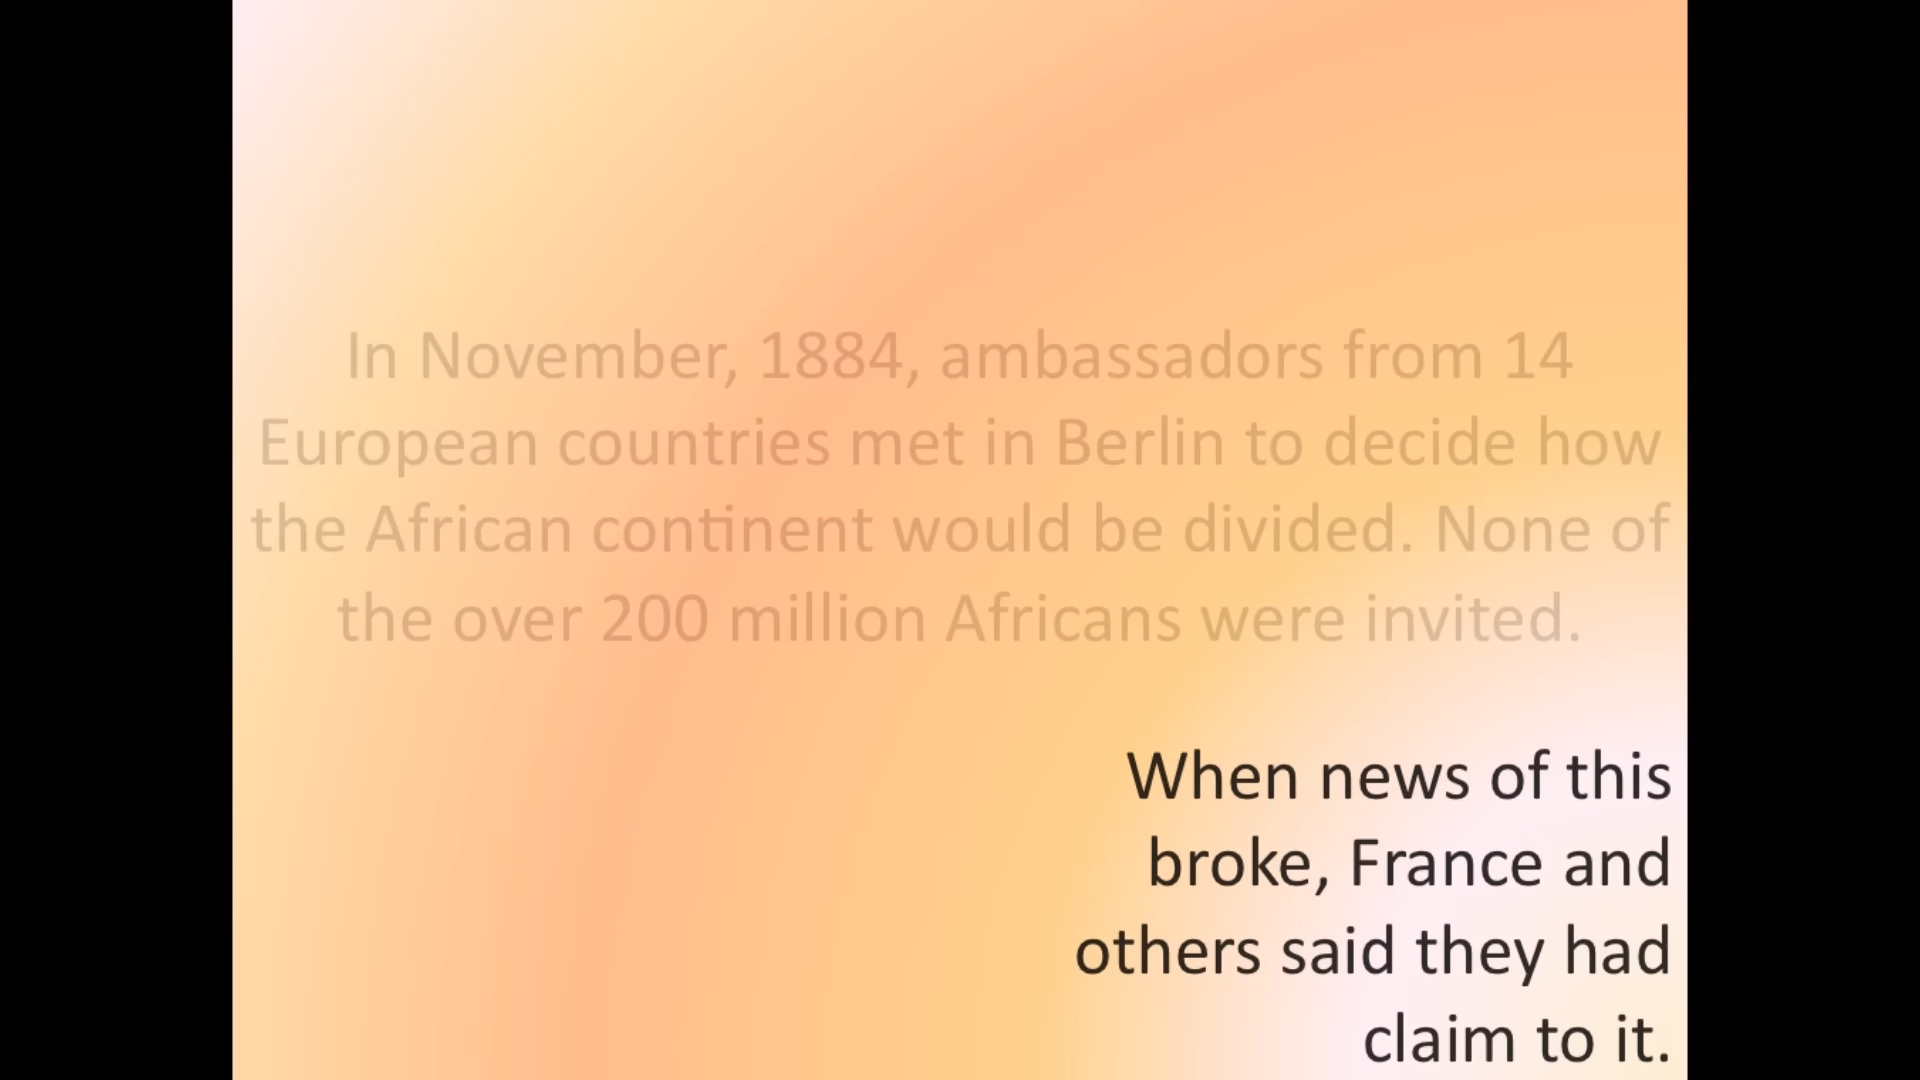 In November, 1884, ambassadors from 14
European countries met in Berlin to decide how
the African continent would be divided. None of
the over 200 million Africans were invited.
When news of this
broke, France and
others said they had
claim to it.